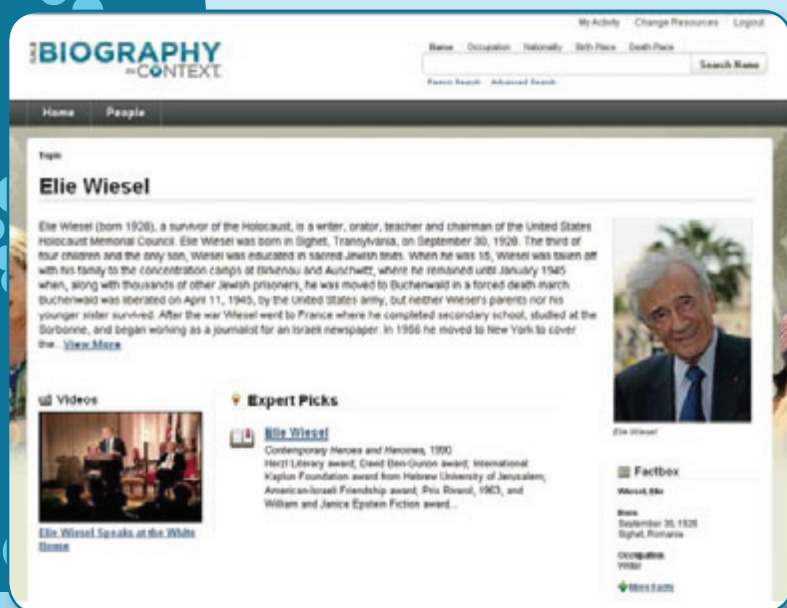 My Activity Change Resources Logout
GALE
BIOGRAPHY
IN CONTEXT
Name Occupation Nationality Birth Place Death Place
Search Name
Person Search Advanced Search
Home People
Topic
Elie Wiesel
Elie Wiesel (born 1928), a survivor of the Holocaust, is a writer, orator, teacher and chairman of the United States
Holocaust Memorial Council. Elie Wiesel was born in Sighet, Transylvania, on September 30, 1928. The third of
four children and the only son, Wiesel was educated in sacred Jewish texts. When he was 15, Wiesel was taken off
with his family to the concentration camps at Birkenau and Auschwitz, where he remained until January 1945
when, along with thousands of other Jewish prisoners, he was moved to Buchenwald in a forced death march.
Buchenwald was liberated on April 11, 1945, by the United States army, but neither Wiesel's parents nor his
younger sister survived. After the war Wiesel went to France where he completed secondary school, studied at the
Sorbonne, and began working as a journalist for an Israeli newspaper. In 1956 he moved to New York to cover
the... View More
Elie Wiesel
Videos
Elie Wiesel Speaks at the White
House
Expert Picks
Elie Wiesel
Contemporary Heroes and Heroines, 1990
Herzl Literary award; David Ben-Gurion award; International
Kaplun Foundation award from Hebrew University of Jerusalem;
American-Israeli Friendship award; Prix Rivarol, 1963; and
William and Janice Epstein Fiction award...
Factbox
Wiesel, Elie
Born
September 30, 1928
Sighet, Romania
Occupation
Writer
More Facts